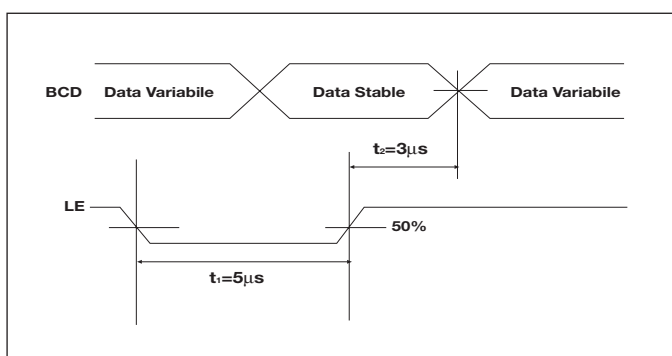 BCD Data Variabile Data Stable Data Variabile
t₂=3μs
LE
50%
t₁=5μs